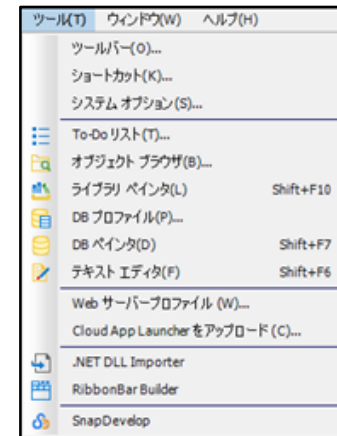 ツール(T) ウィンドウ(W) ヘルプ(H)
ツールバー(O)...
ショートカット(K)...
システム オプション(S)...
To-Do リスト(T)...
オブジェクト ブラウザ(B)...
ライブラリ ペインタ(L) Shift+F10
DB プロファイル(P)...
DB ペインタ(D) Shift+F7
テキスト エディタ(F) Shift+F6
Web サーバープロファイル (W)...
Cloud App Launcher をアップロード (C)...
.NET DLL Importer
RibbonBar Builder
SnapDevelop